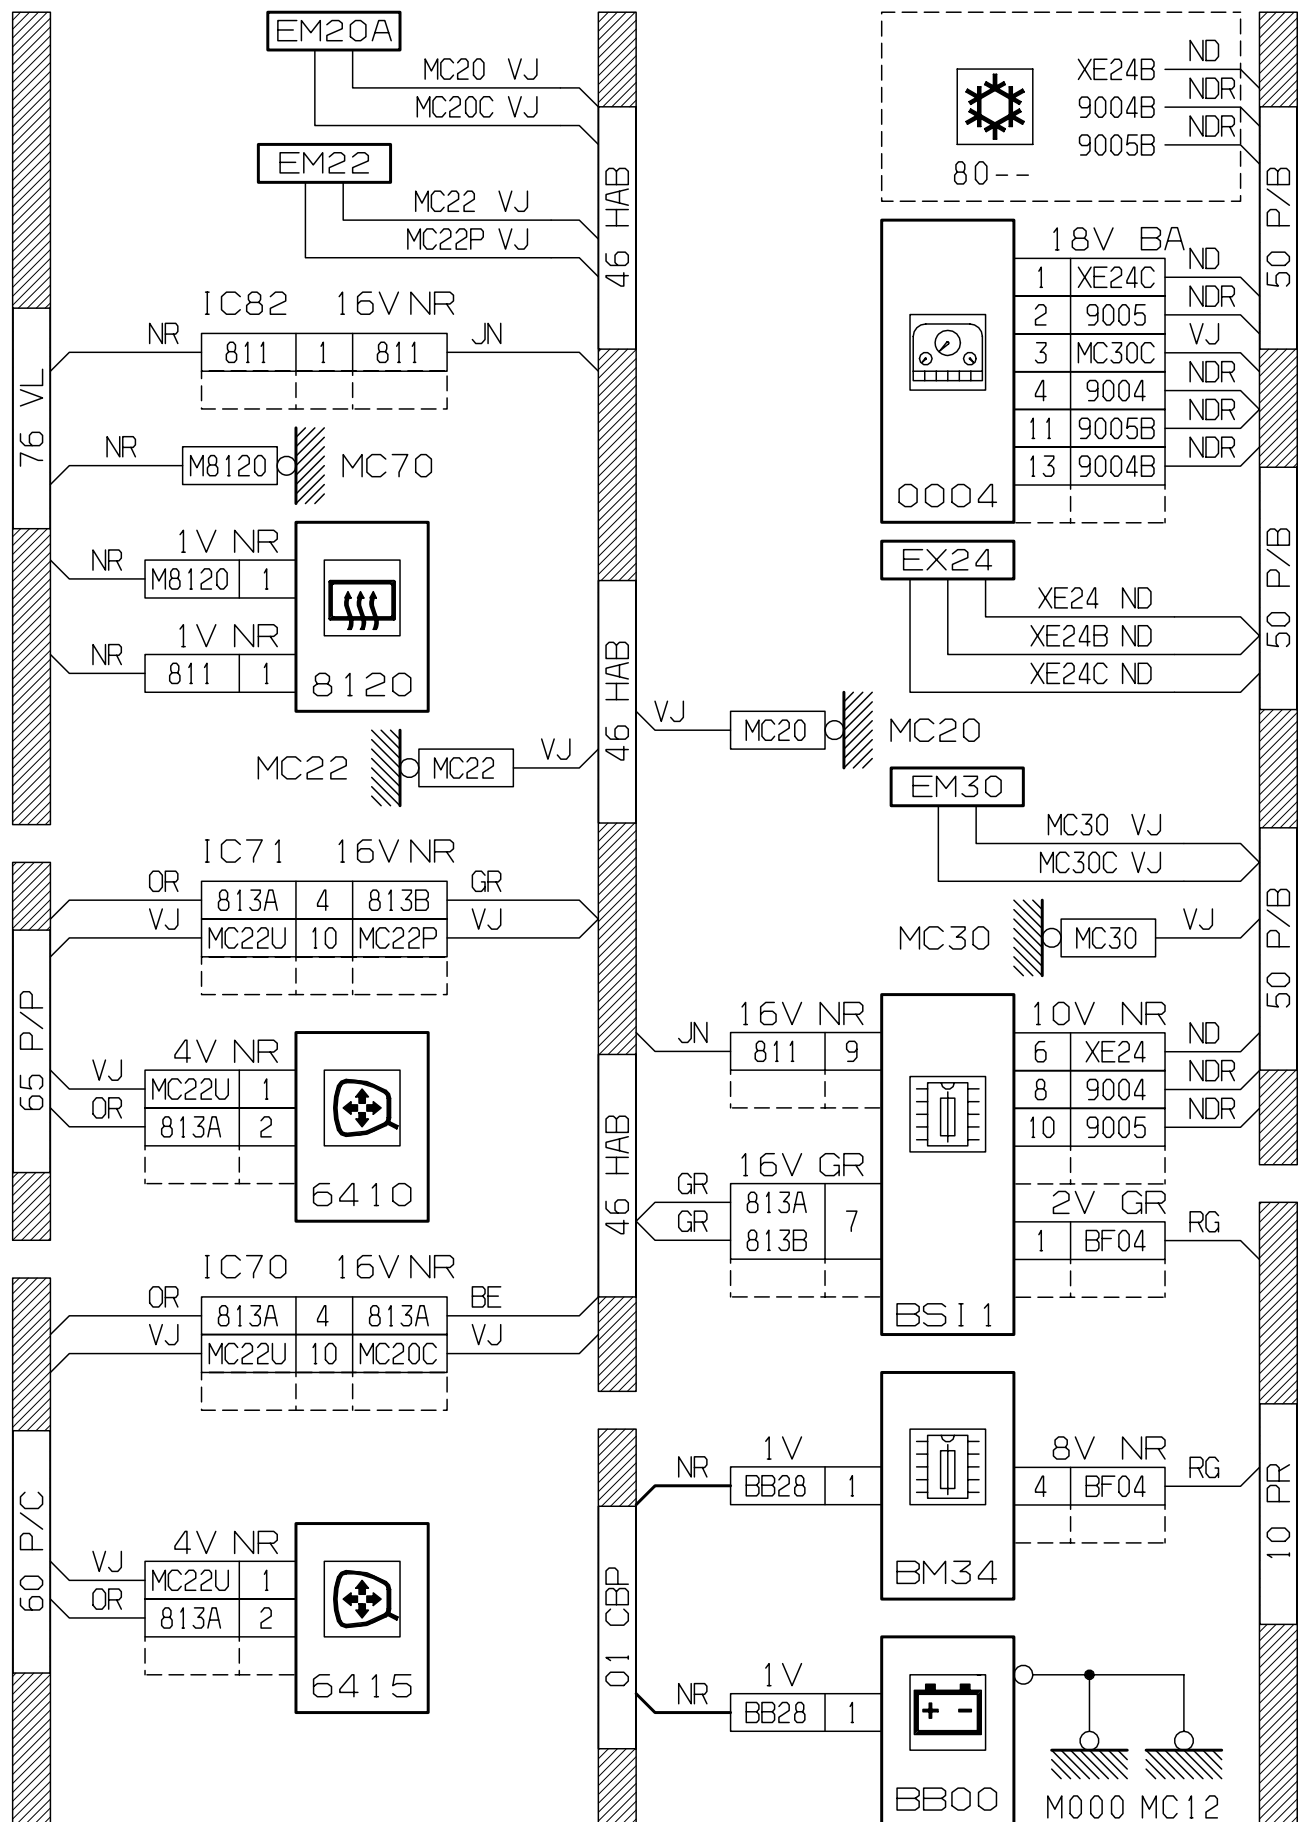 EM20A
MC20 VJ
MC20C VJ
EM22
MC22 VJ
MC22P VJ
46 HAB
IC82 16V NR
NR 811 1 811 JN
76 VL
NR M8120 MC70
1V NR
NR M8120 1
1V NR
NR 811 1
8120
MC22 MC22 VJ
46 HAB
IC71 16V NR
OR 813A 4 813B GR
VJ MC22U 10 MC22P VJ
65 P/P
4V NR
VJ MC22U 1
OR 813A 2
6410
46 HAB
IC70 16V NR
OR 813A 4 813A BE
VJ MC22U 10 MC20C VJ
60 P/C
4V NR
VJ MC22U 1
OR 813A 2
6415
XE24B ND
9004B NDR
9005B NDR
80--
50 P/B
18V BA
1 XE24C ND
2 9005 NDR
3 MC30C VJ
4 9004 NDR
11 9005B NDR
13 9004B NDR
0004
EX24
XE24 ND
XE24B ND
XE24C ND
50 P/B
VJ MC20 MC20
EM30
MC30 VJ
MC30C VJ
MC30 MC30 VJ
50 P/B
16V NR 10V NR
JN 811 9 6 XE24 ND
8 9004 NDR
10 9005 NDR
16V GR 2V GR
GR 813A 7
GR 813B
1 BF04 RG
BSI1
1V 8V NR
NR BB28 1 4 BF04 RG
BM34
10 PR
01 CBP
1V
NR BB28 1
+ -
BB00
M000 MC12